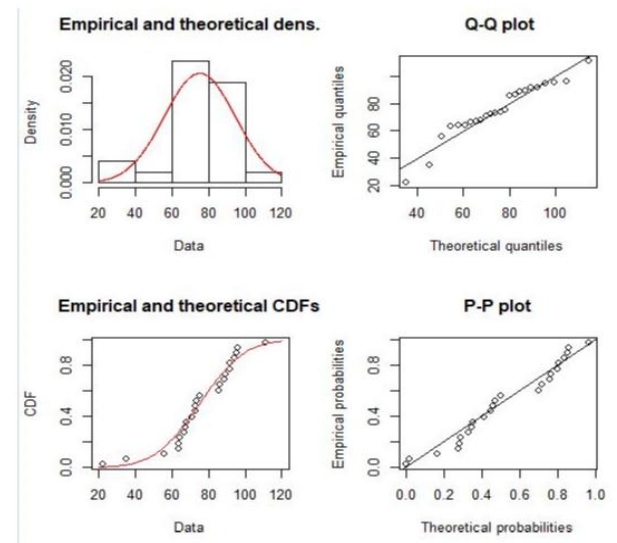 Empirical and theoretical dens.
Density
0.000 0.010 0.020
20 40 60 80 100 120
Data
Q-Q plot
Empirical quantiles
20 40 60 80
40 60 80 100
Theoretical quantiles
Empirical and theoretical CDFs
CDF
0.0 0.4 0.8
20 40 60 80 100 120
Data
P-P plot
Empirical probabilities
0.0 0.4 0.8
0.0 0.2 0.4 0.6 0.8 1.0
Theoretical probabilities